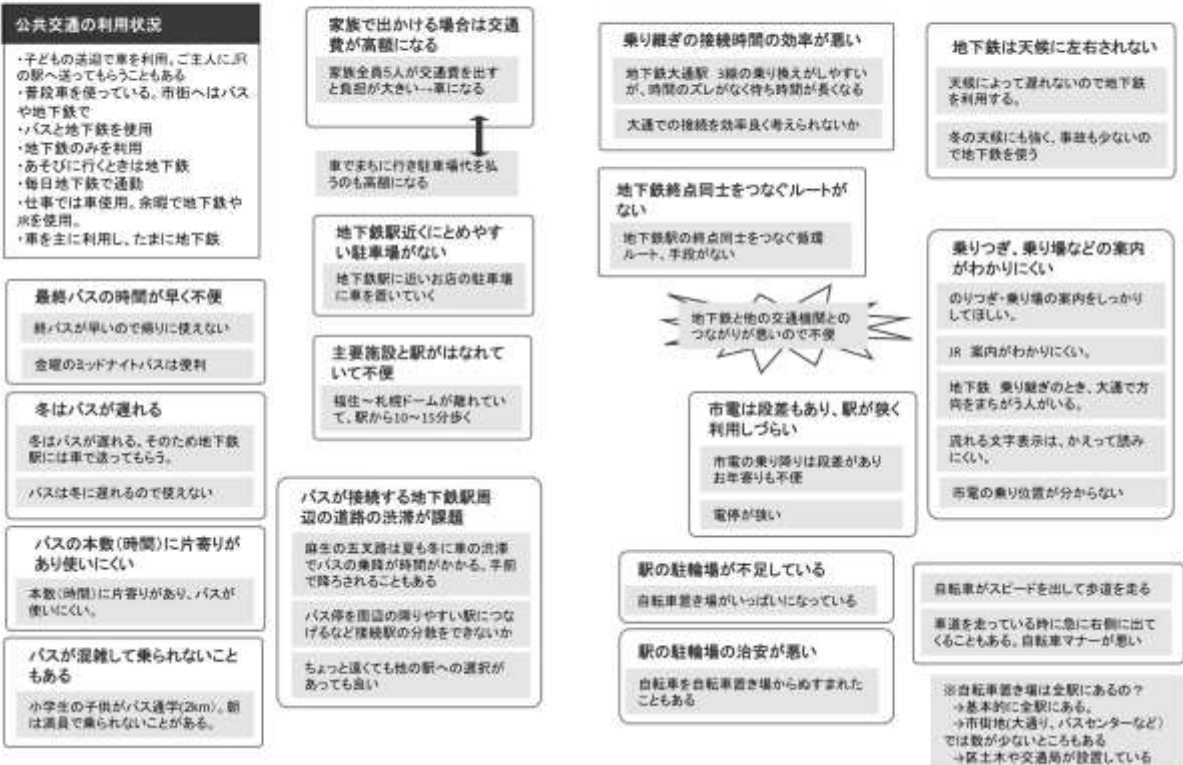 公共交通の利用状況
・子どもの送迎で車を利用。ご主人にJR
の駅へ送ってもらうこともある
・普段車を使っている。市街へはバス
や地下鉄で
・バスと地下鉄を使用
・地下鉄のみを利用
・あそびに行くときは地下鉄
・毎日地下鉄で通勤
・仕事では車使用。余暇で地下鉄や
JRを使用。
・車を主に利用し、たまに地下鉄
最終バスの時間が早く不便
終バスが早いので帰りに使えない
金曜のミッドナイトバスは便利
冬はバスが遅れる
冬はバスが遅れる。そのため地下鉄
駅には車で送ってもらう。
バスは冬に遅れるので使えない
バスの本数(時間)に片寄りが
あり使いにくい
本数(時間)に片寄りがあり、バスが
使いにくい。
バスが混雑して乗られないこと
もある
小学生の子供がバス通学(2km)。朝
は満員で乗られないことがある。
家族で出かける場合は交通
費が高額になる
家族全員5人が交通費を出す
と負担が大きい→車になる
車でまちに行き駐車場代を払
うのも高額になる
地下鉄駅近くにとめやす
い駐車場がない
地下鉄駅に近いお店の駐車場
に車を置いていく
主要施設と駅がはなれて
いて不便
福住～札幌ドームが離れてい
て、駅から10～15分歩く
バスが接続する地下鉄駅周
辺の道路の渋滞が課題
麻生の五叉路は夏も冬に車の渋滞
でバスの乗降が時間がかかる。手前
で降ろされることもある
バス停を周辺の降りやすい駅につな
げるなど接続駅の分散をできないか
ちょっと遠くても他の駅への選択が
あっても良い
乗り継ぎの接続時間の効率が悪い
地下鉄大通駅 3線の乗り換えがしやすい
が、時間のズレがなく待ち時間が長くなる
大通での接続を効率良く考えられないか
地下鉄終点同士をつなぐルートが
ない
地下鉄駅の終点同士をつなぐ循環
ルート、手段がない
地下鉄と他の交通機関との
つながりが悪いので不便
市電は段差もあり、駅が狭く
利用しづらい
市電の乗り降りは段差があり
お年寄りも不便
電停が狭い
駅の駐輪場が不足している
自転車置き場がいっぱいになっている
駅の駐輪場の治安が悪い
自転車を自転車置き場からぬすまれた
こともある
地下鉄は天候に左右されない
天候によって遅れないので地下鉄
を利用する。
冬の天候にも強く、事故も少ないの
で地下鉄を使う
乗りつぎ、乗り場などの案内
がわかりにくい
のりつぎ・乗り場の案内をしっかり
してほしい。
JR 案内がわかりにくい。
地下鉄 乗り継ぎのとき、大通で方
向をまちがう人がいる。
流れる文字表示は、かえって読み
にくい。
市電の乗り位置が分からない
自転車がスピードを出して歩道を走る
車道を走っている時に急に右側に出て
くることもある。自転車マナーが悪い
※自転車置き場は全駅にあるの？
→基本的に全駅にある。
→市街地(大通り、バスセンターなど)
では数が少ないところもある
→区土木や交通局が設置している